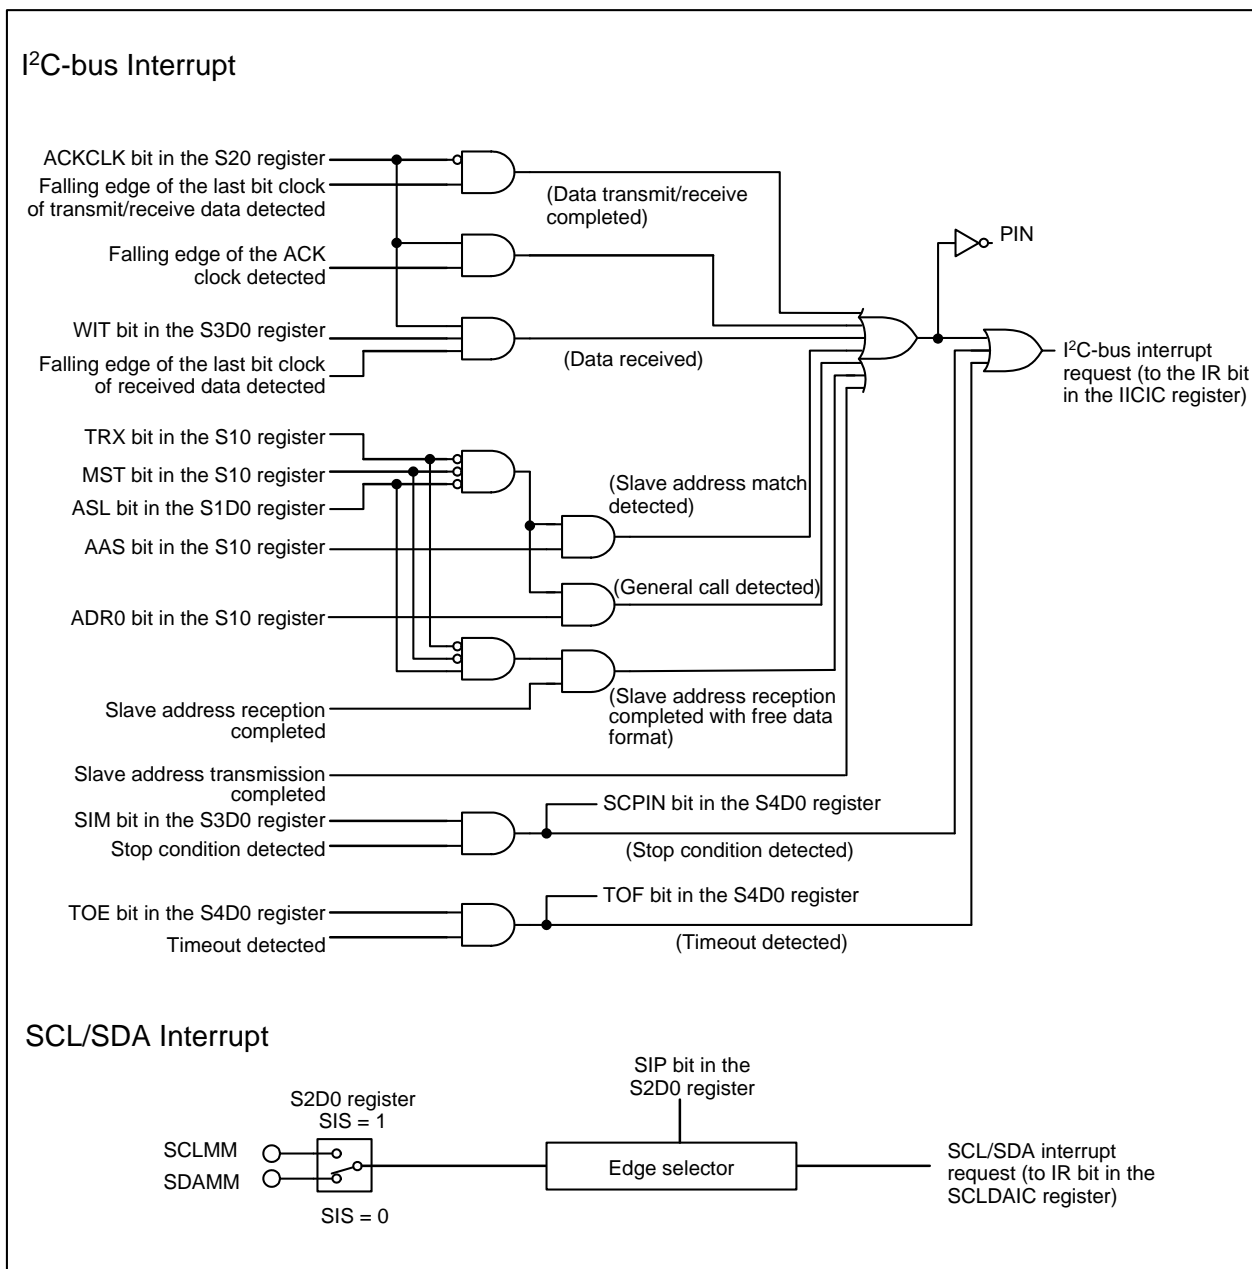 I²C-bus Interrupt
ACKCLK bit in the S20 register
Falling edge of the last bit clock
of transmit/receive data detected
(Data transmit/receive
completed)
PIN
Falling edge of the ACK
clock detected
WIT bit in the S3D0 register
Falling edge of the last bit clock
of received data detected
(Data received)
I²C-bus interrupt
request (to the IR bit
in the IICIC register)
TRX bit in the S10 register
MST bit in the S10 register
ASL bit in the S1D0 register
AAS bit in the S10 register
(Slave address match
detected)
(General call detected)
ADR0 bit in the S10 register
Slave address reception
completed
(Slave address reception
completed with free data
format)
Slave address transmission
completed
SIM bit in the S3D0 register
Stop condition detected
SCPIN bit in the S4D0 register
(Stop condition detected)
TOE bit in the S4D0 register
Timeout detected
TOF bit in the S4D0 register
(Timeout detected)
SCL/SDA Interrupt
SIP bit in the
S2D0 register
S2D0 register
SIS = 1
SCLMM
SDAMM
SIS = 0
Edge selector
SCL/SDA interrupt
request (to IR bit in the
SCLDAIC register)